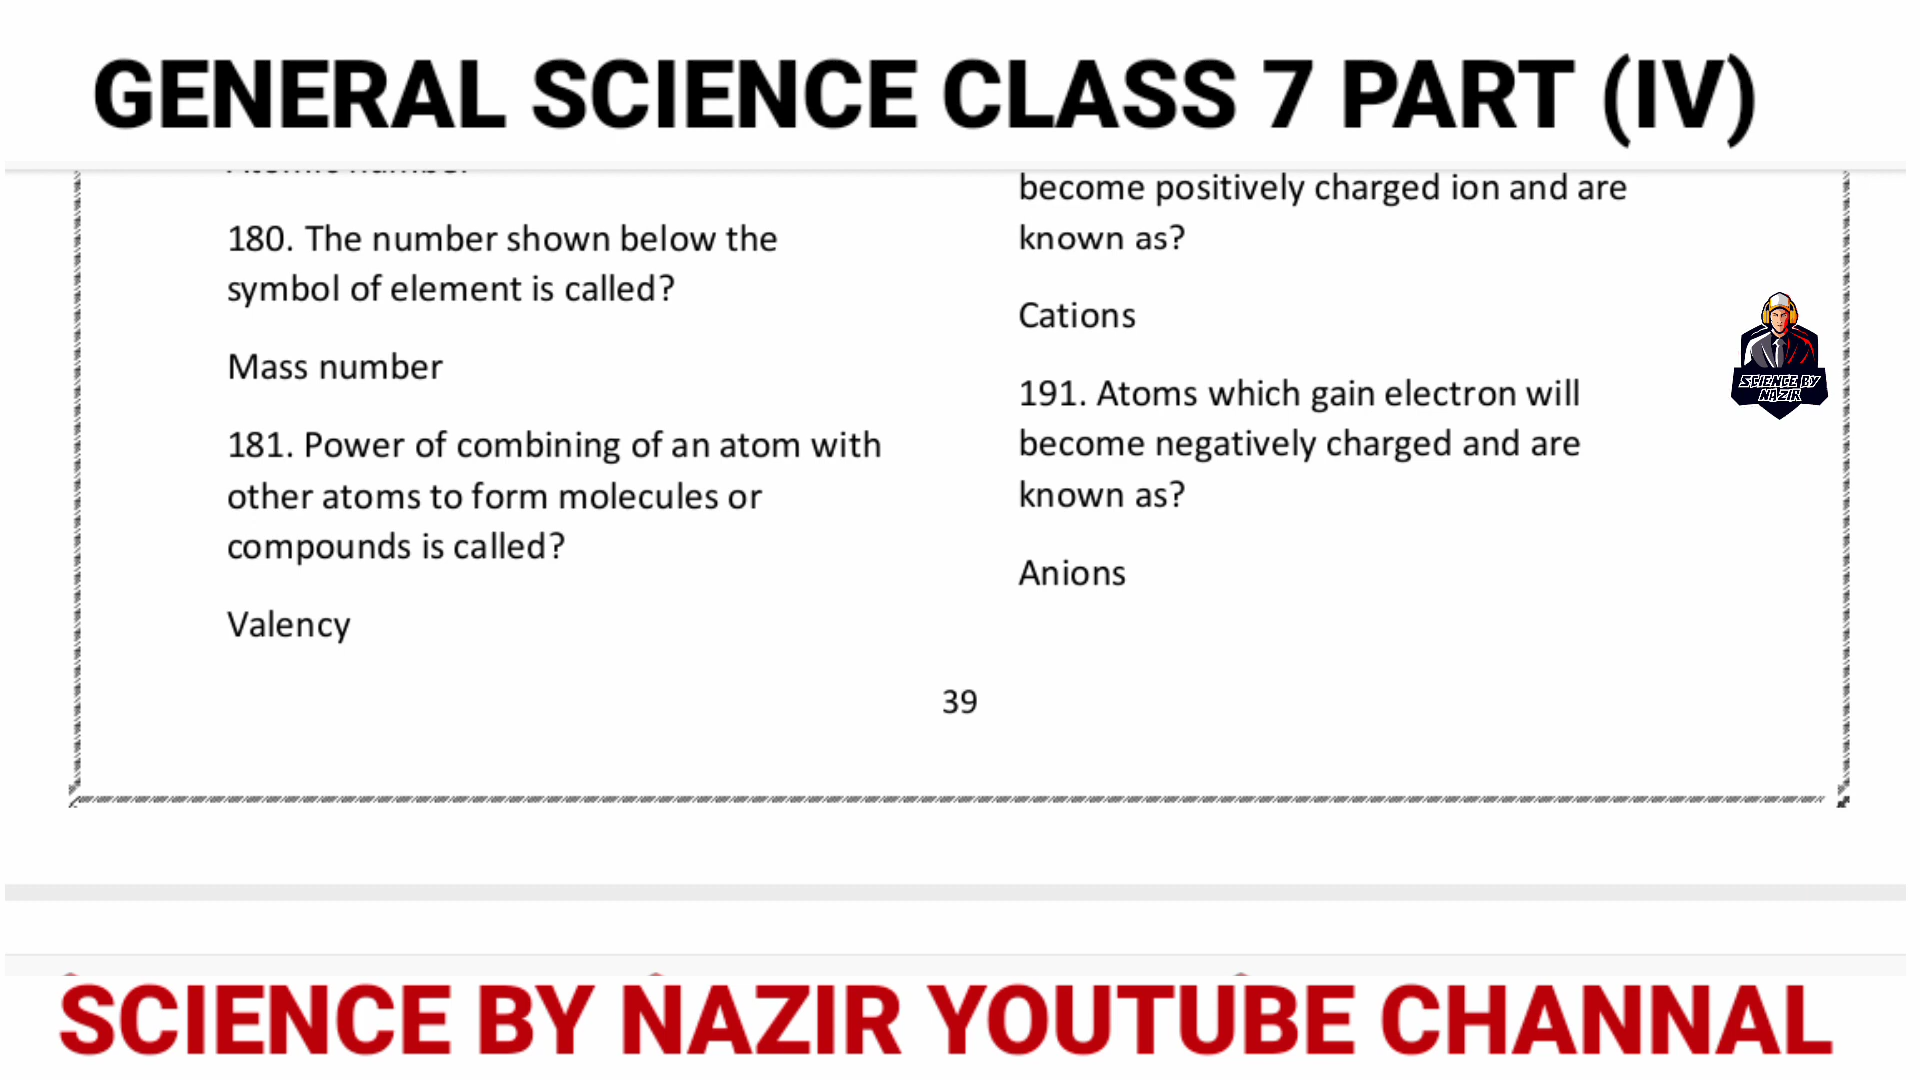 GENERAL SCIENCE CLASS 7 PART (IV)
Atomic number
180. The number shown below the
symbol of element is called?
Mass number
181. Power of combining of an atom with
other atoms to form molecules or
compounds is called?
Valency
become positively charged ion and are
known as?
Cations
191. Atoms which gain electron will
become negatively charged and are
known as?
Anions
SCIENCE BY
NAZIR
39
SCIENCE BY NAZIR YOUTUBE CHANNAL